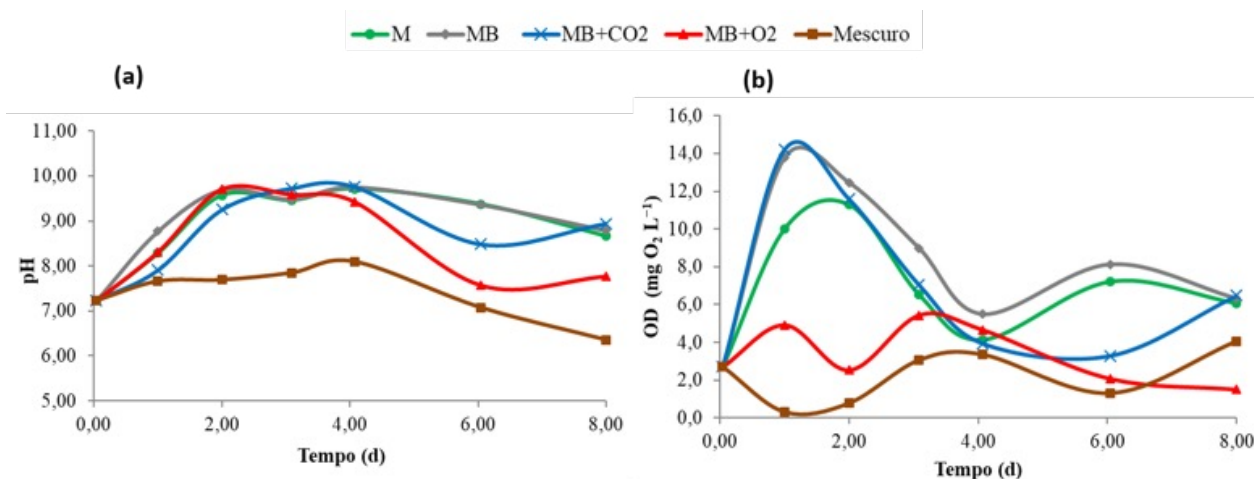 M MB MB+CO2 MB+O2 Mescuro
(a)
(b)
11,00
10,00
9,00
8,00
7,00
6,00
5,00
pH
0,00 2,00 4,00 6,00 8,00
Tempo (d)
16,0
14,0
12,0
10,0
8,0
6,0
4,0
2,0
0,0
OD (mg O₂ L⁻¹)
0,00 2,00 4,00 6,00 8,00
Tempo (d)